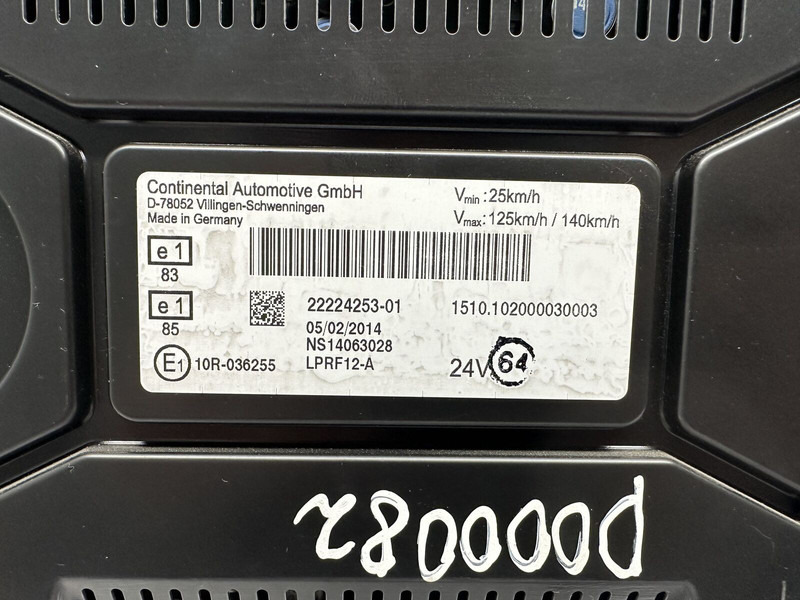 Continental Automotive GmbH
D-78052 Villingen-Schwenningen
Made in Germany
Vmin :25km/h
Vmax: 125km/h / 140km/h
e1
83
e1
85
E1 10R-036255
22224253-01
05/02/2014
NS14063028
LPRF12-A
1510.102000030003
24V 64
D000082